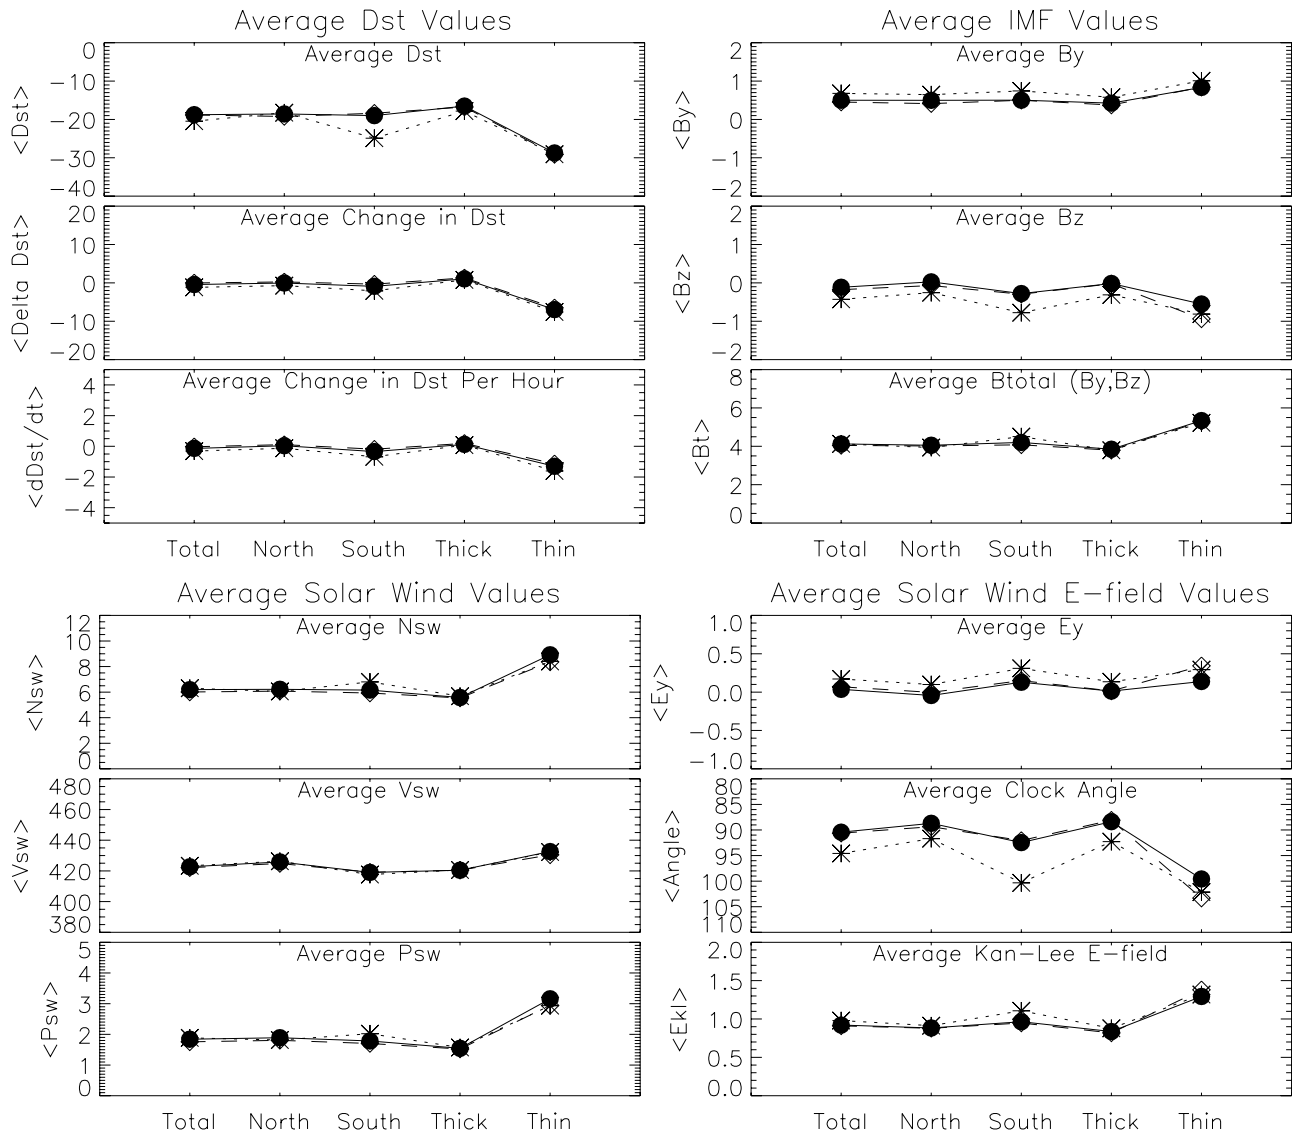 Average Dst Values
Average Dst
<Dst>
0
−10
−20
−30
−40
Average Change in Dst
<Delta Dst>
20
10
0
−10
−20
Average Change in Dst Per Hour
<dDst/dt>
4
2
0
−2
−4
Total North South Thick Thin
Average IMF Values
Average By
<By>
2
1
0
−1
−2
Average Bz
<Bz>
2
1
0
−1
−2
Average Btotal (By,Bz)
<Bt>
8
6
4
2
0
Total North South Thick Thin
Average Solar Wind Values
Average Nsw
<Nsw>
12
10
8
6
4
2
0
Average Vsw
<Vsw>
480
460
440
420
400
380
Average Psw
<Psw>
5
4
3
2
1
0
Total North South Thick Thin
Average Solar Wind E−field Values
Average Ey
<Ey>
1.0
0.5
0.0
−0.5
−1.0
Average Clock Angle
<Angle>
80
85
90
95
100
105
110
Average Kan−Lee E−field
<Ekl>
2.0
1.5
1.0
0.5
0.0
Total North South Thick Thin